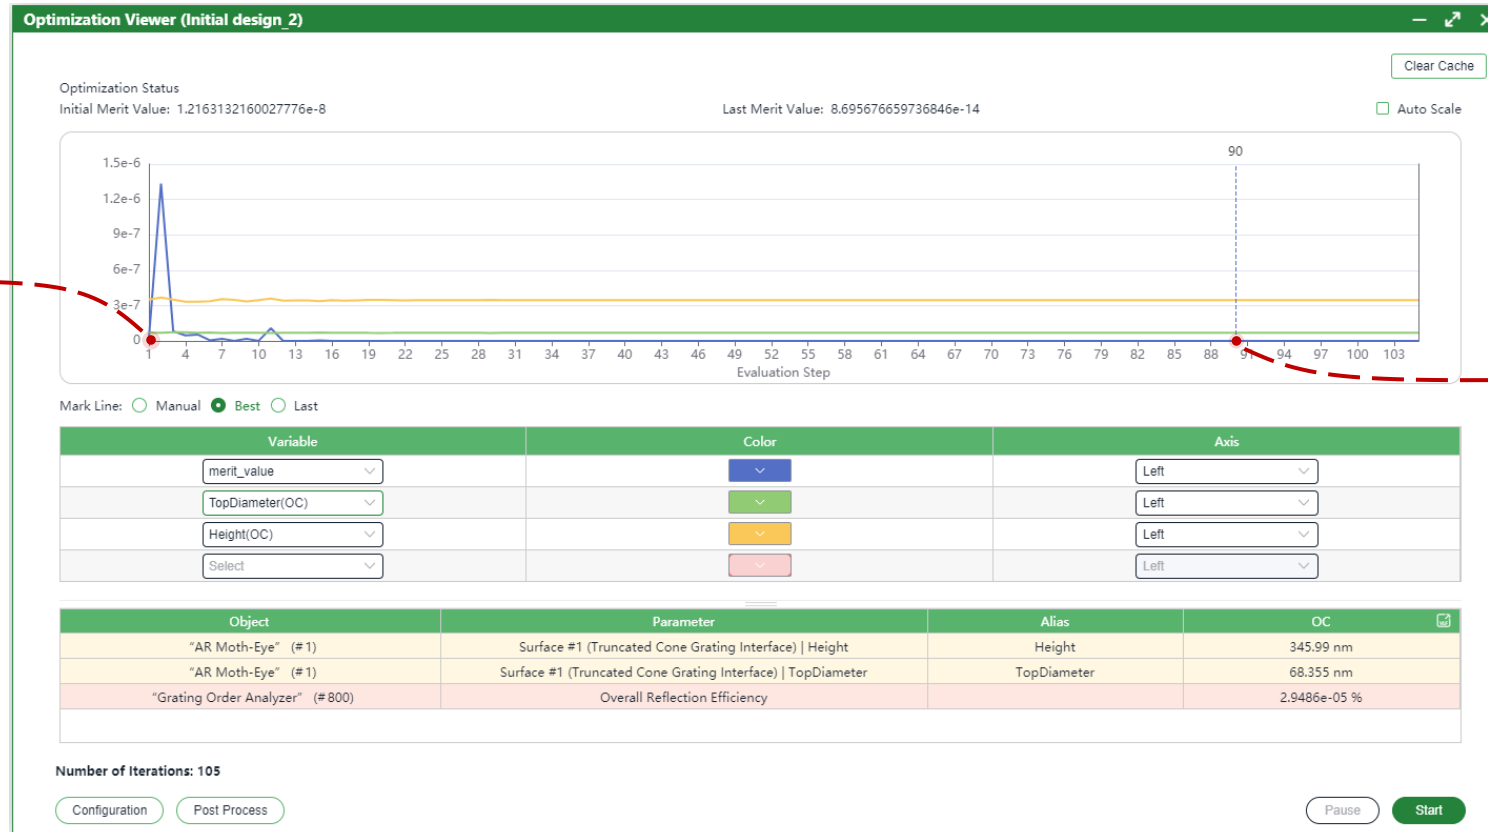 Optimization Viewer (Initial design_2)
Clear Cache
Optimization Status
Initial Merit Value: 1.2163132160027776e-8 Last Merit Value: 8.695676659736846e-14 Auto Scale
90
1.5e-6
1.2e-6
9e-7
6e-7
3e-7
0
1 4 7 10 13 16 19 22 25 28 31 34 37 40 43 46 49 52 55 58 61 64 67 70 73 76 79 82 85 88 91 94 97 100 103
Evaluation Step
Mark Line: Manual Best Last
Variable Color Axis
merit_value Left
TopDiameter(OC) Left
Height(OC) Left
Select Left
Object Parameter Alias OC
"AR Moth-Eye" (#1) Surface #1 (Truncated Cone Grating Interface) | Height Height 345.99 nm
"AR Moth-Eye" (#1) Surface #1 (Truncated Cone Grating Interface) | TopDiameter TopDiameter 68.355 nm
"Grating Order Analyzer" (#800) Overall Reflection Efficiency 2.9486e-05 %
Number of Iterations: 105
Configuration Post Process Pause Start